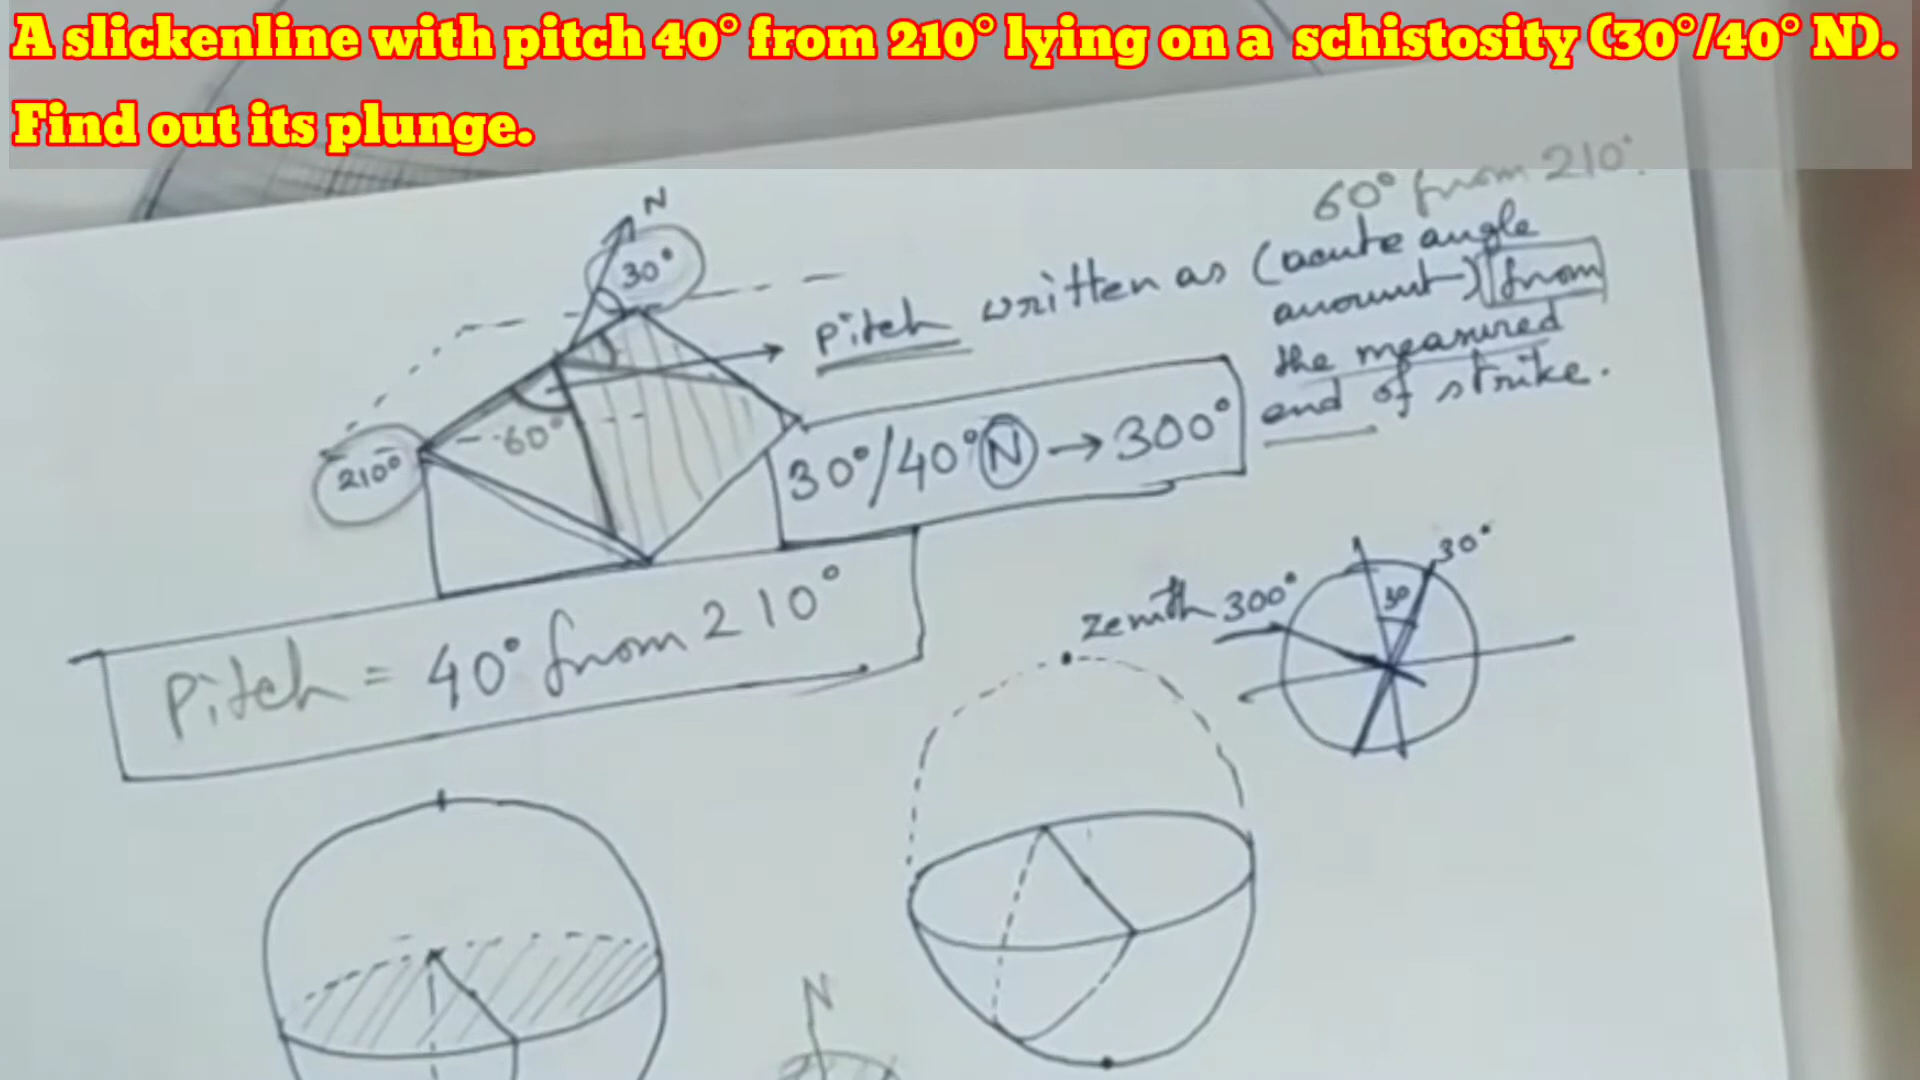 A slickenline with pitch 40° from 210° lying on a schistosity (30°/40° N).
Find out its plunge.
60° from 210°.
N
30°
pitch written as (acute angle
amount) from
the measured
end of strike.
210°
60°
30°/40° N → 300°
30°
30
zenith 300°
Pitch = 40° from 210°
N